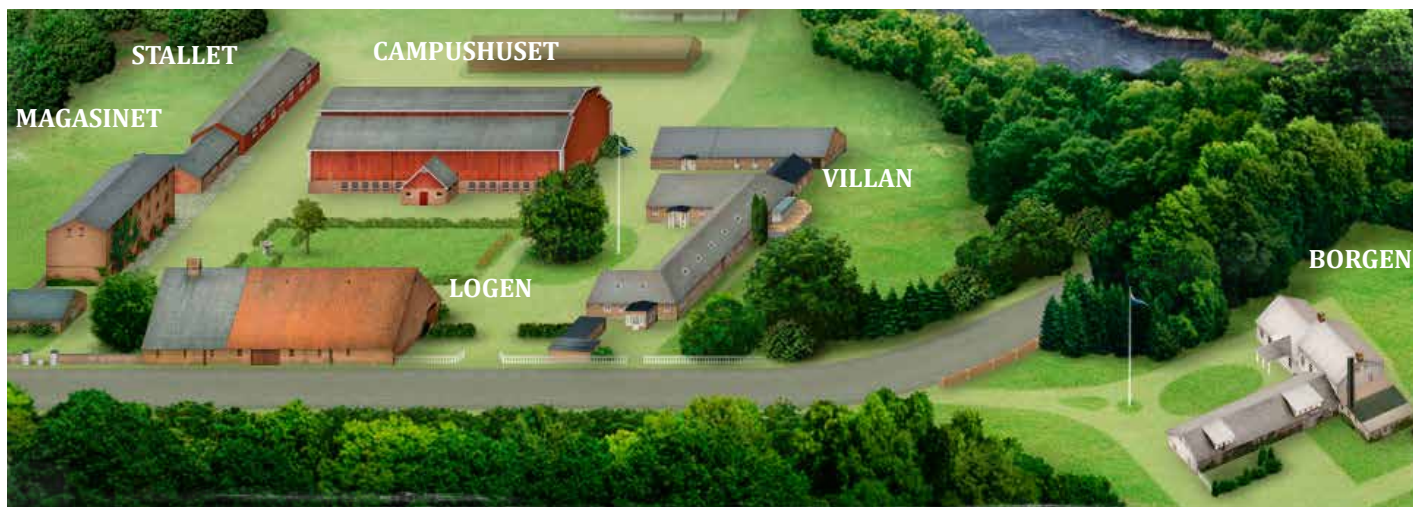 STALLET
CAMPUSHUSET
MAGASINET
VILLAN
BORGEN
LOGEN